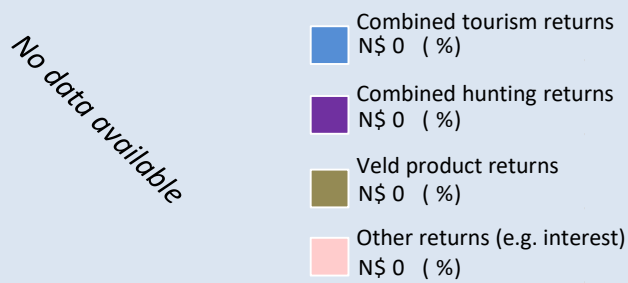 No data available
Combined tourism returns
N$ 0 ( %)
Combined hunting returns
N$ 0 ( %)
Veld product returns
N$ 0 ( %)
Other returns (e.g. interest)
N$ 0 ( %)